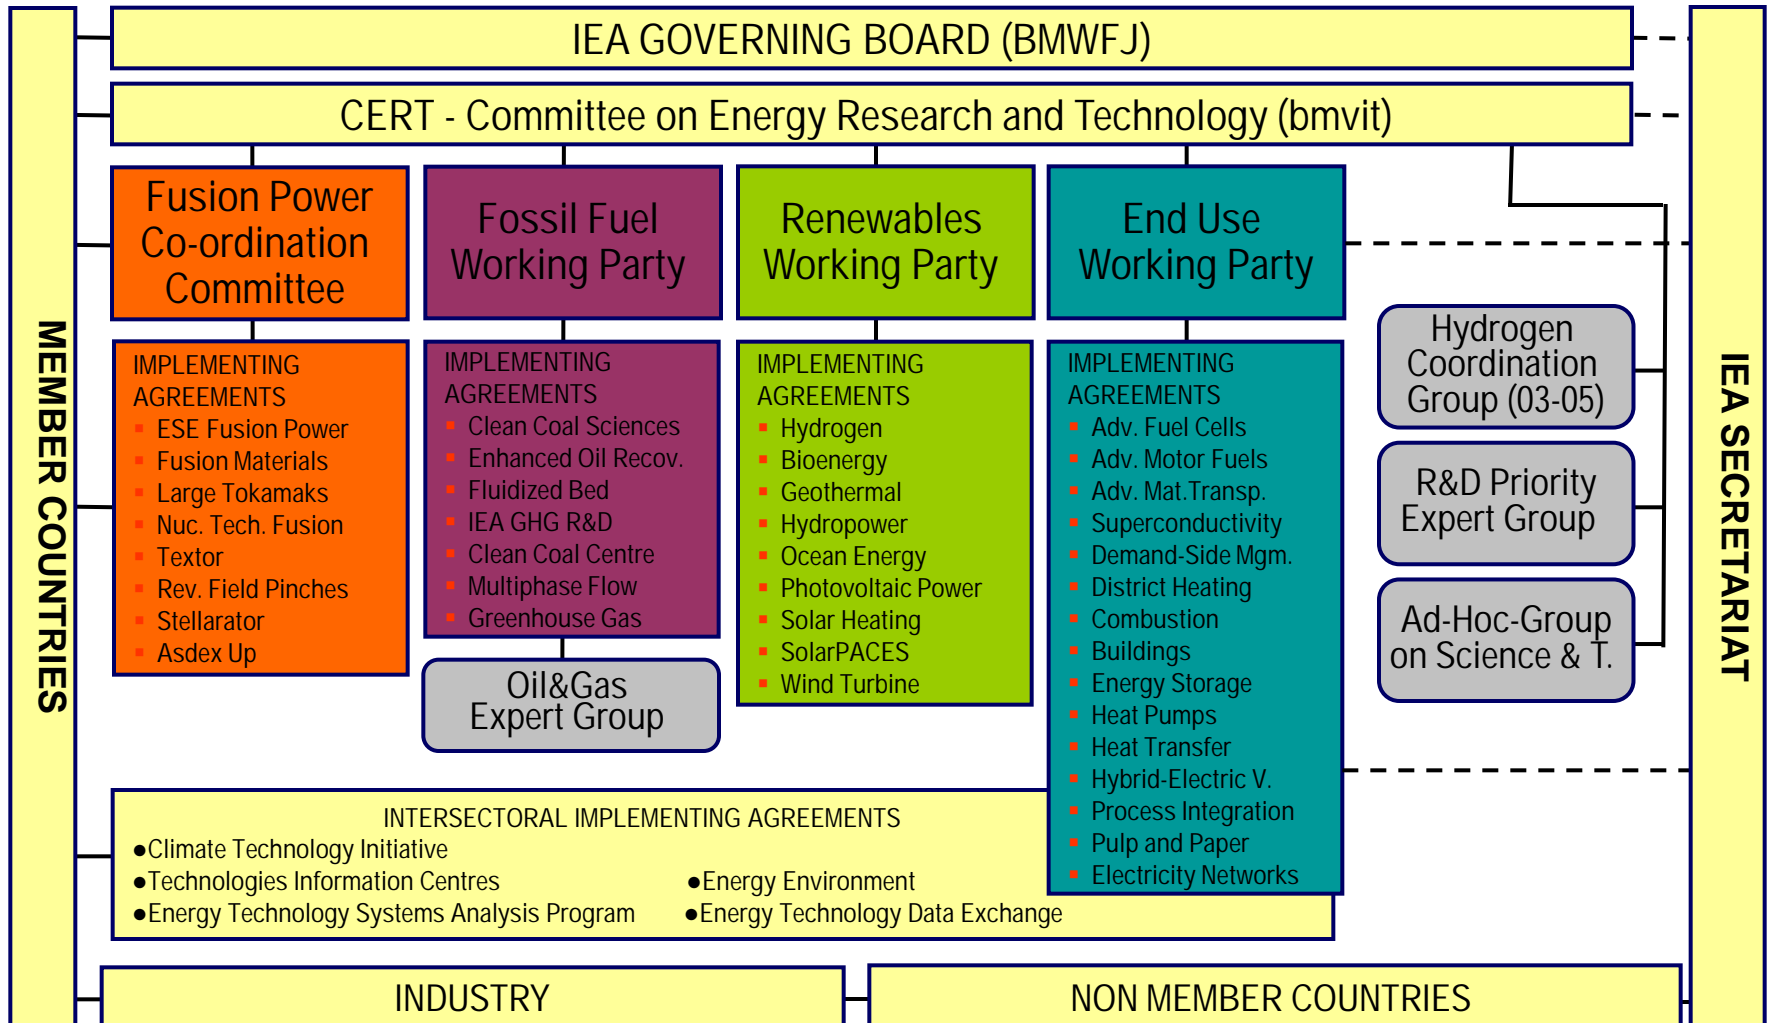 IEA GOVERNING BOARD (BMWFJ)
CERT - Committee on Energy Research and Technology (bmvit)
MEMBER COUNTRIES
Fusion Power
Co-ordination
Committee
IMPLEMENTING
AGREEMENTS
▪ ESE Fusion Power
▪ Fusion Materials
▪ Large Tokamaks
▪ Nuc. Tech. Fusion
▪ Textor
▪ Rev. Field Pinches
▪ Stellarator
▪ Asdex Up
Fossil Fuel
Working Party
IMPLEMENTING
AGREEMENTS
▪ Clean Coal Sciences
▪ Enhanced Oil Recov.
▪ Fluidized Bed
▪ IEA GHG R&D
▪ Clean Coal Centre
▪ Multiphase Flow
▪ Greenhouse Gas
Oil&Gas
Expert Group
Renewables
Working Party
IMPLEMENTING
AGREEMENTS
▪ Hydrogen
▪ Bioenergy
▪ Geothermal
▪ Hydropower
▪ Ocean Energy
▪ Photovoltaic Power
▪ Solar Heating
▪ SolarPACES
▪ Wind Turbine
End Use
Working Party
IMPLEMENTING
AGREEMENTS
▪ Adv. Fuel Cells
▪ Adv. Motor Fuels
▪ Adv. Mat.Transp.
▪ Superconductivity
▪ Demand-Side Mgm.
▪ District Heating
▪ Combustion
▪ Buildings
▪ Energy Storage
▪ Heat Pumps
▪ Heat Transfer
▪ Hybrid-Electric V.
▪ Process Integration
▪ Pulp and Paper
▪ Electricity Networks
Hydrogen
Coordination
Group (03-05)
R&D Priority
Expert Group
Ad-Hoc-Group
on Science & T.
IEA SECRETARIAT
INTERSECTORAL IMPLEMENTING AGREEMENTS
●Climate Technology Initiative
●Technologies Information Centres ●Energy Environment
●Energy Technology Systems Analysis Program ●Energy Technology Data Exchange
INDUSTRY
NON MEMBER COUNTRIES